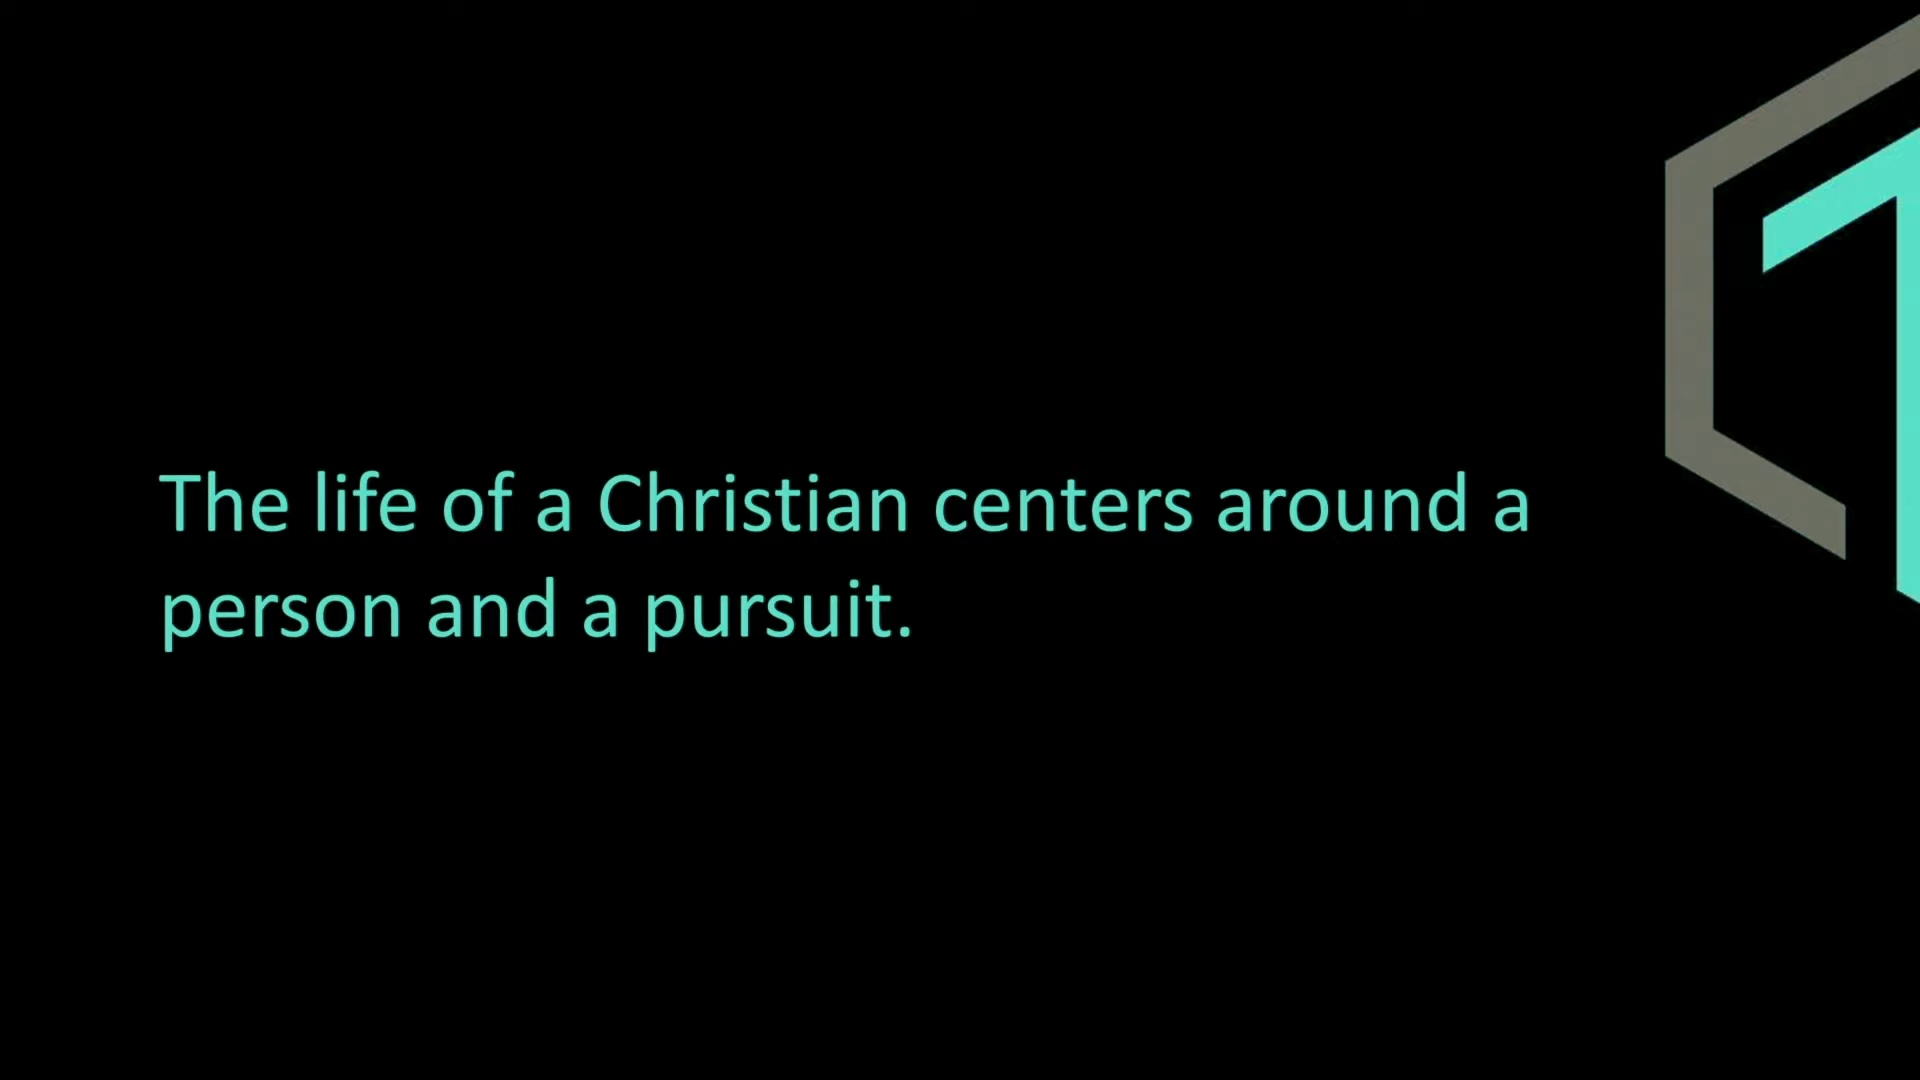 The life of a Christian centers around a
person and a pursuit.